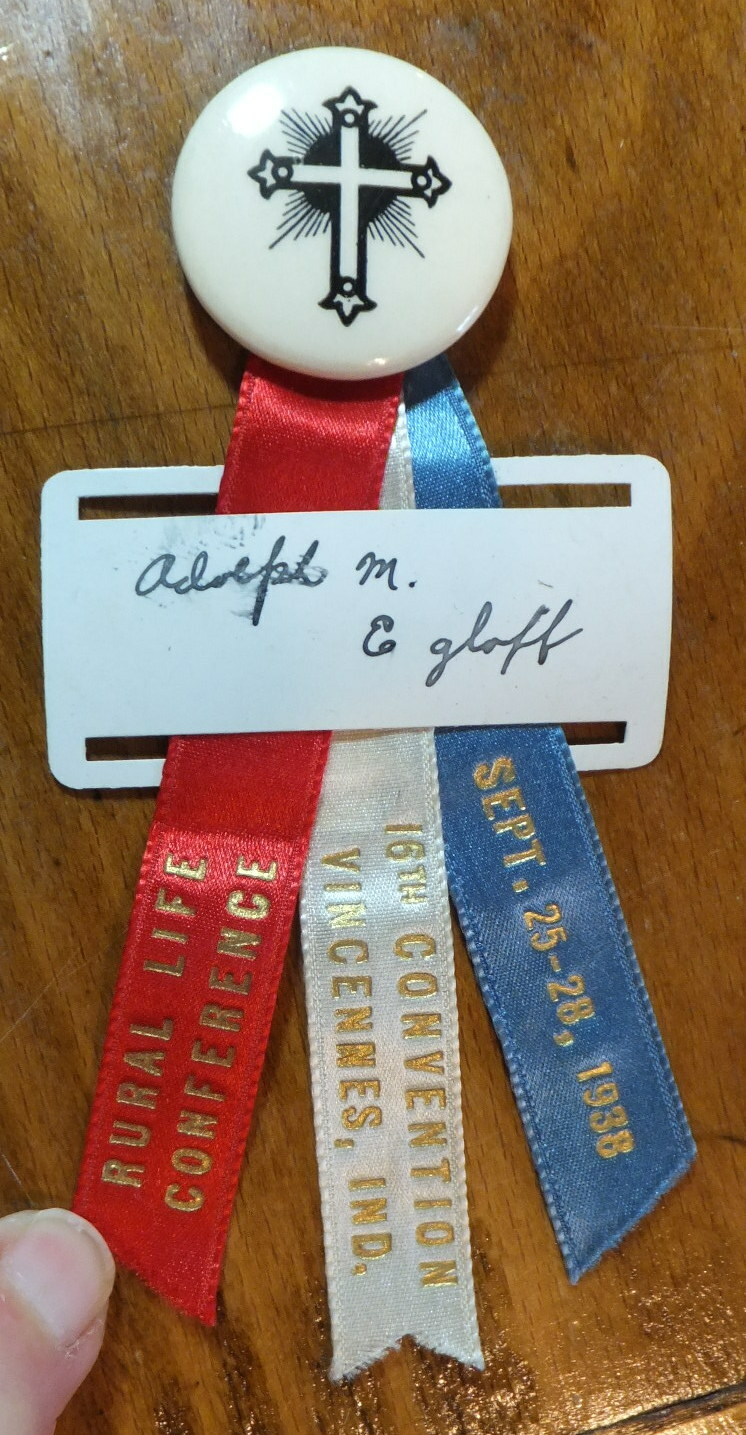 Adolph M.
Egloff
RURAL LIFE
CONFERENCE
16TH CONVENTION
VINCENNES, IND.
SEPT. 25-28, 1938